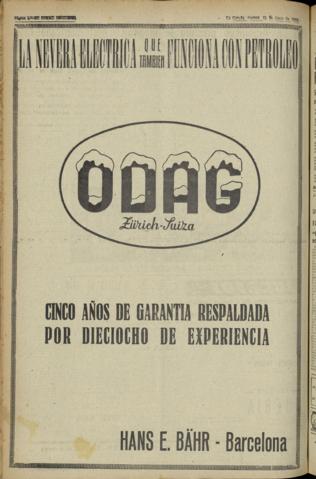 LA NEVERA ELECTRICA QUE TAMBIEN FUNCIONA CON PETROLEO
ODAG
Zürich-Suiza
CINCO AÑOS DE GARANTIA RESPALDADA
POR DIECIOCHO DE EXPERIENCIA
HANS E. BÄHR - Barcelona